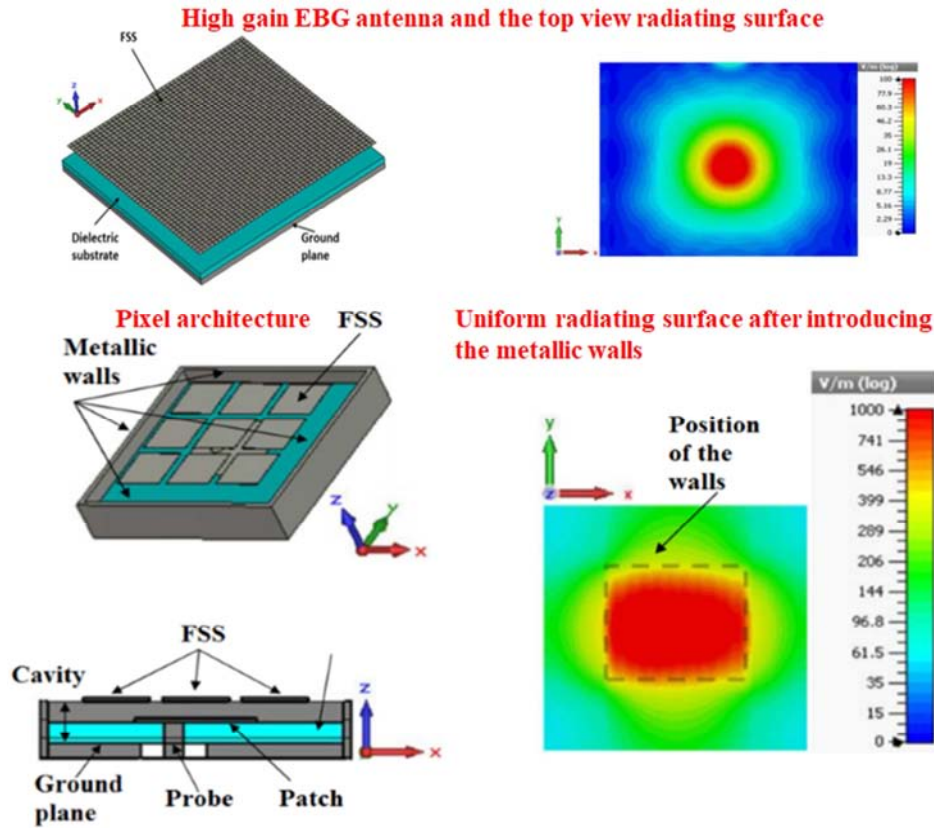 High gain EBG antenna and the top view radiating surface
FSS
z
y
x
Dielectric
substrate
Ground
plane
V/m (log)
100
77.9
60.3
46.2
35
26.1
19
13.3
8.77
5.16
2.29
0
y
x
Pixel architecture
FSS
Metallic
walls
z
y
x
Uniform radiating surface after introducing
the metallic walls
V/m (log)
1000
741
546
399
289
206
144
96.8
61.5
35
15
0
y
z
x
Position
of the
walls
FSS
Cavity
z
x
Ground
plane
Probe
Patch